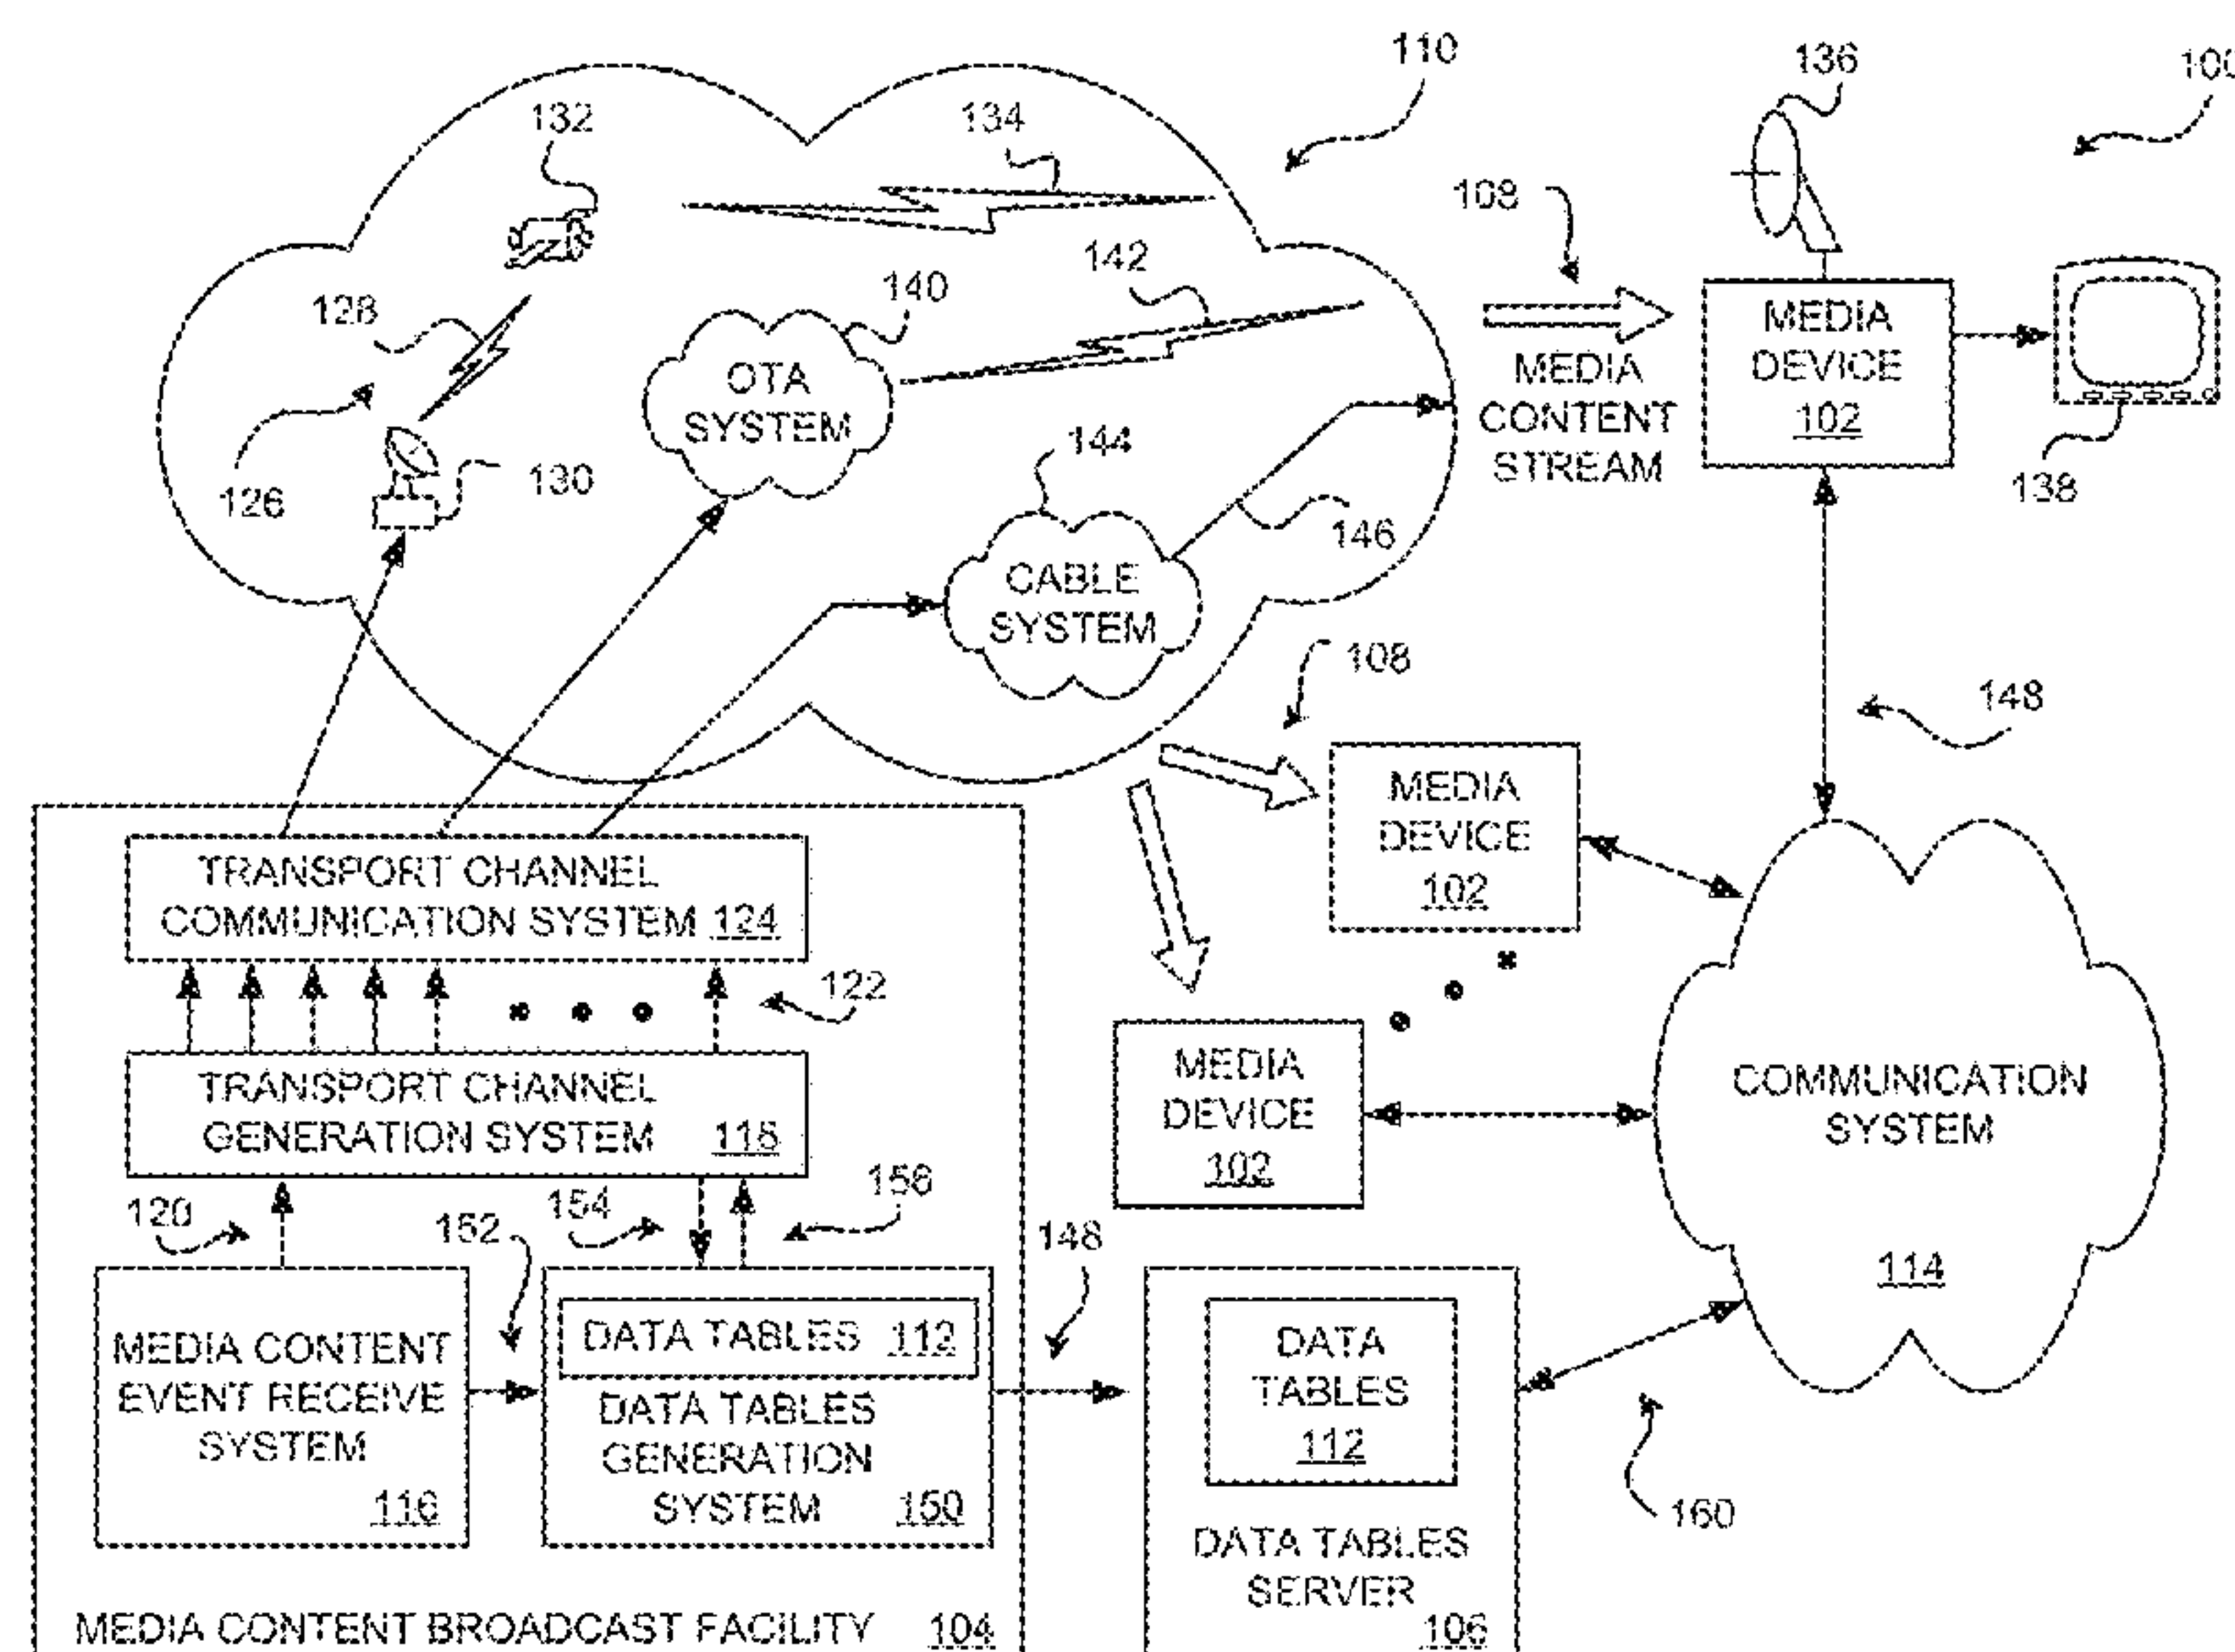 110
136
100
132
134
108
142
140
128
MEDIA
DEVICE
102
OTA
SYSTEM
MEDIA
CONTENT
STREAM
144
126
130
138
146
CABLE
SYSTEM
108
148
MEDIA
DEVICE
102
TRANSPORT CHANNEL
COMMUNICATION SYSTEM 124
122
TRANSPORT CHANNEL
GENERATION SYSTEM 118
MEDIA
DEVICE
102
COMMUNICATION
SYSTEM
114
120
152
154
156
148
MEDIA CONTENT
EVENT RECEIVE
SYSTEM
116
DATA TABLES 112
DATA TABLES
GENERATION
SYSTEM 150
DATA
TABLES
112
DATA TABLES
SERVER
106
160
MEDIA CONTENT BROADCAST FACILITY 104